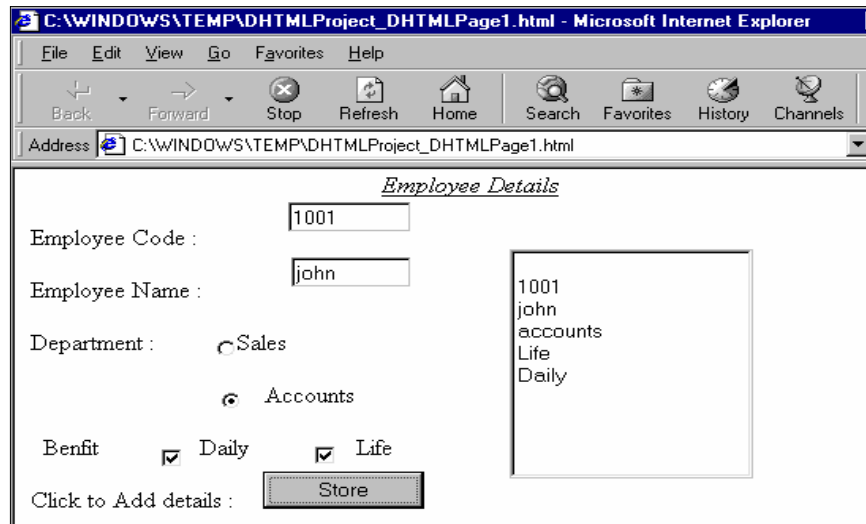 C:\WINDOWS\TEMP\DHTMLProject_DHTMLPage1.html - Microsoft Internet Explorer
File Edit View Go Favorites Help
Back Forward Stop Refresh Home Search Favorites History Channels
Address C:\WINDOWS\TEMP\DHTMLProject_DHTMLPage1.html
Employee Details
Employee Code : 1001
Employee Name : john
Department : Sales
Accounts
Benfit Daily Life
Click to Add details : Store
1001
john
accounts
Life
Daily